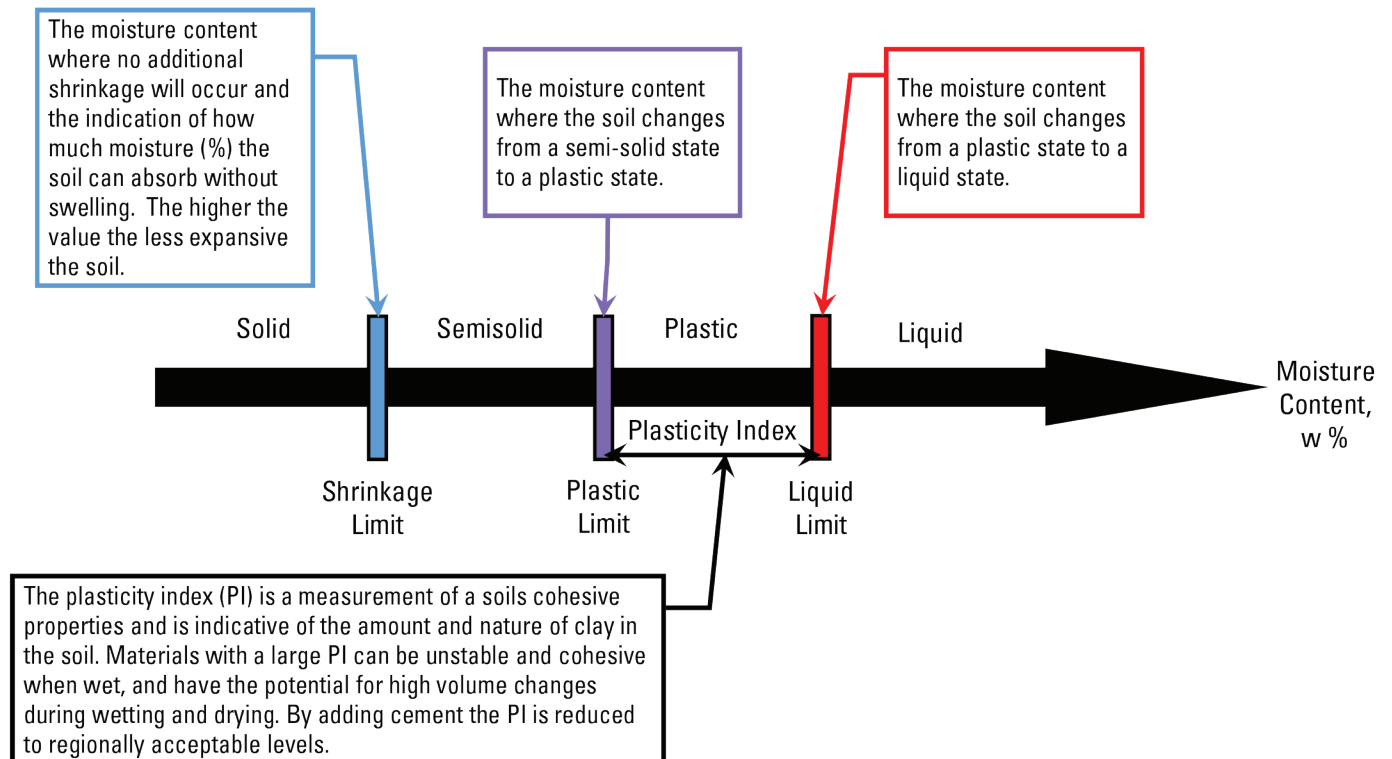 The moisture content
where no additional
shrinkage will occur and
the indication of how
much moisture (%) the
soil can absorb without
swelling.  The higher the
value the less expansive
the soil.
The moisture content
where the soil changes
from a semi-solid state
to a plastic state.
The moisture content
where the soil changes
from a plastic state to a
liquid state.
Solid
Semisolid
Plastic
Liquid
Moisture
Content,
w %
Plasticity Index
Shrinkage
Limit
Plastic
Limit
Liquid
Limit
The plasticity index (PI) is a measurement of a soils cohesive
properties and is indicative of the amount and nature of clay in
the soil. Materials with a large PI can be unstable and cohesive
when wet, and have the potential for high volume changes
during wetting and drying. By adding cement the PI is reduced
to regionally acceptable levels.